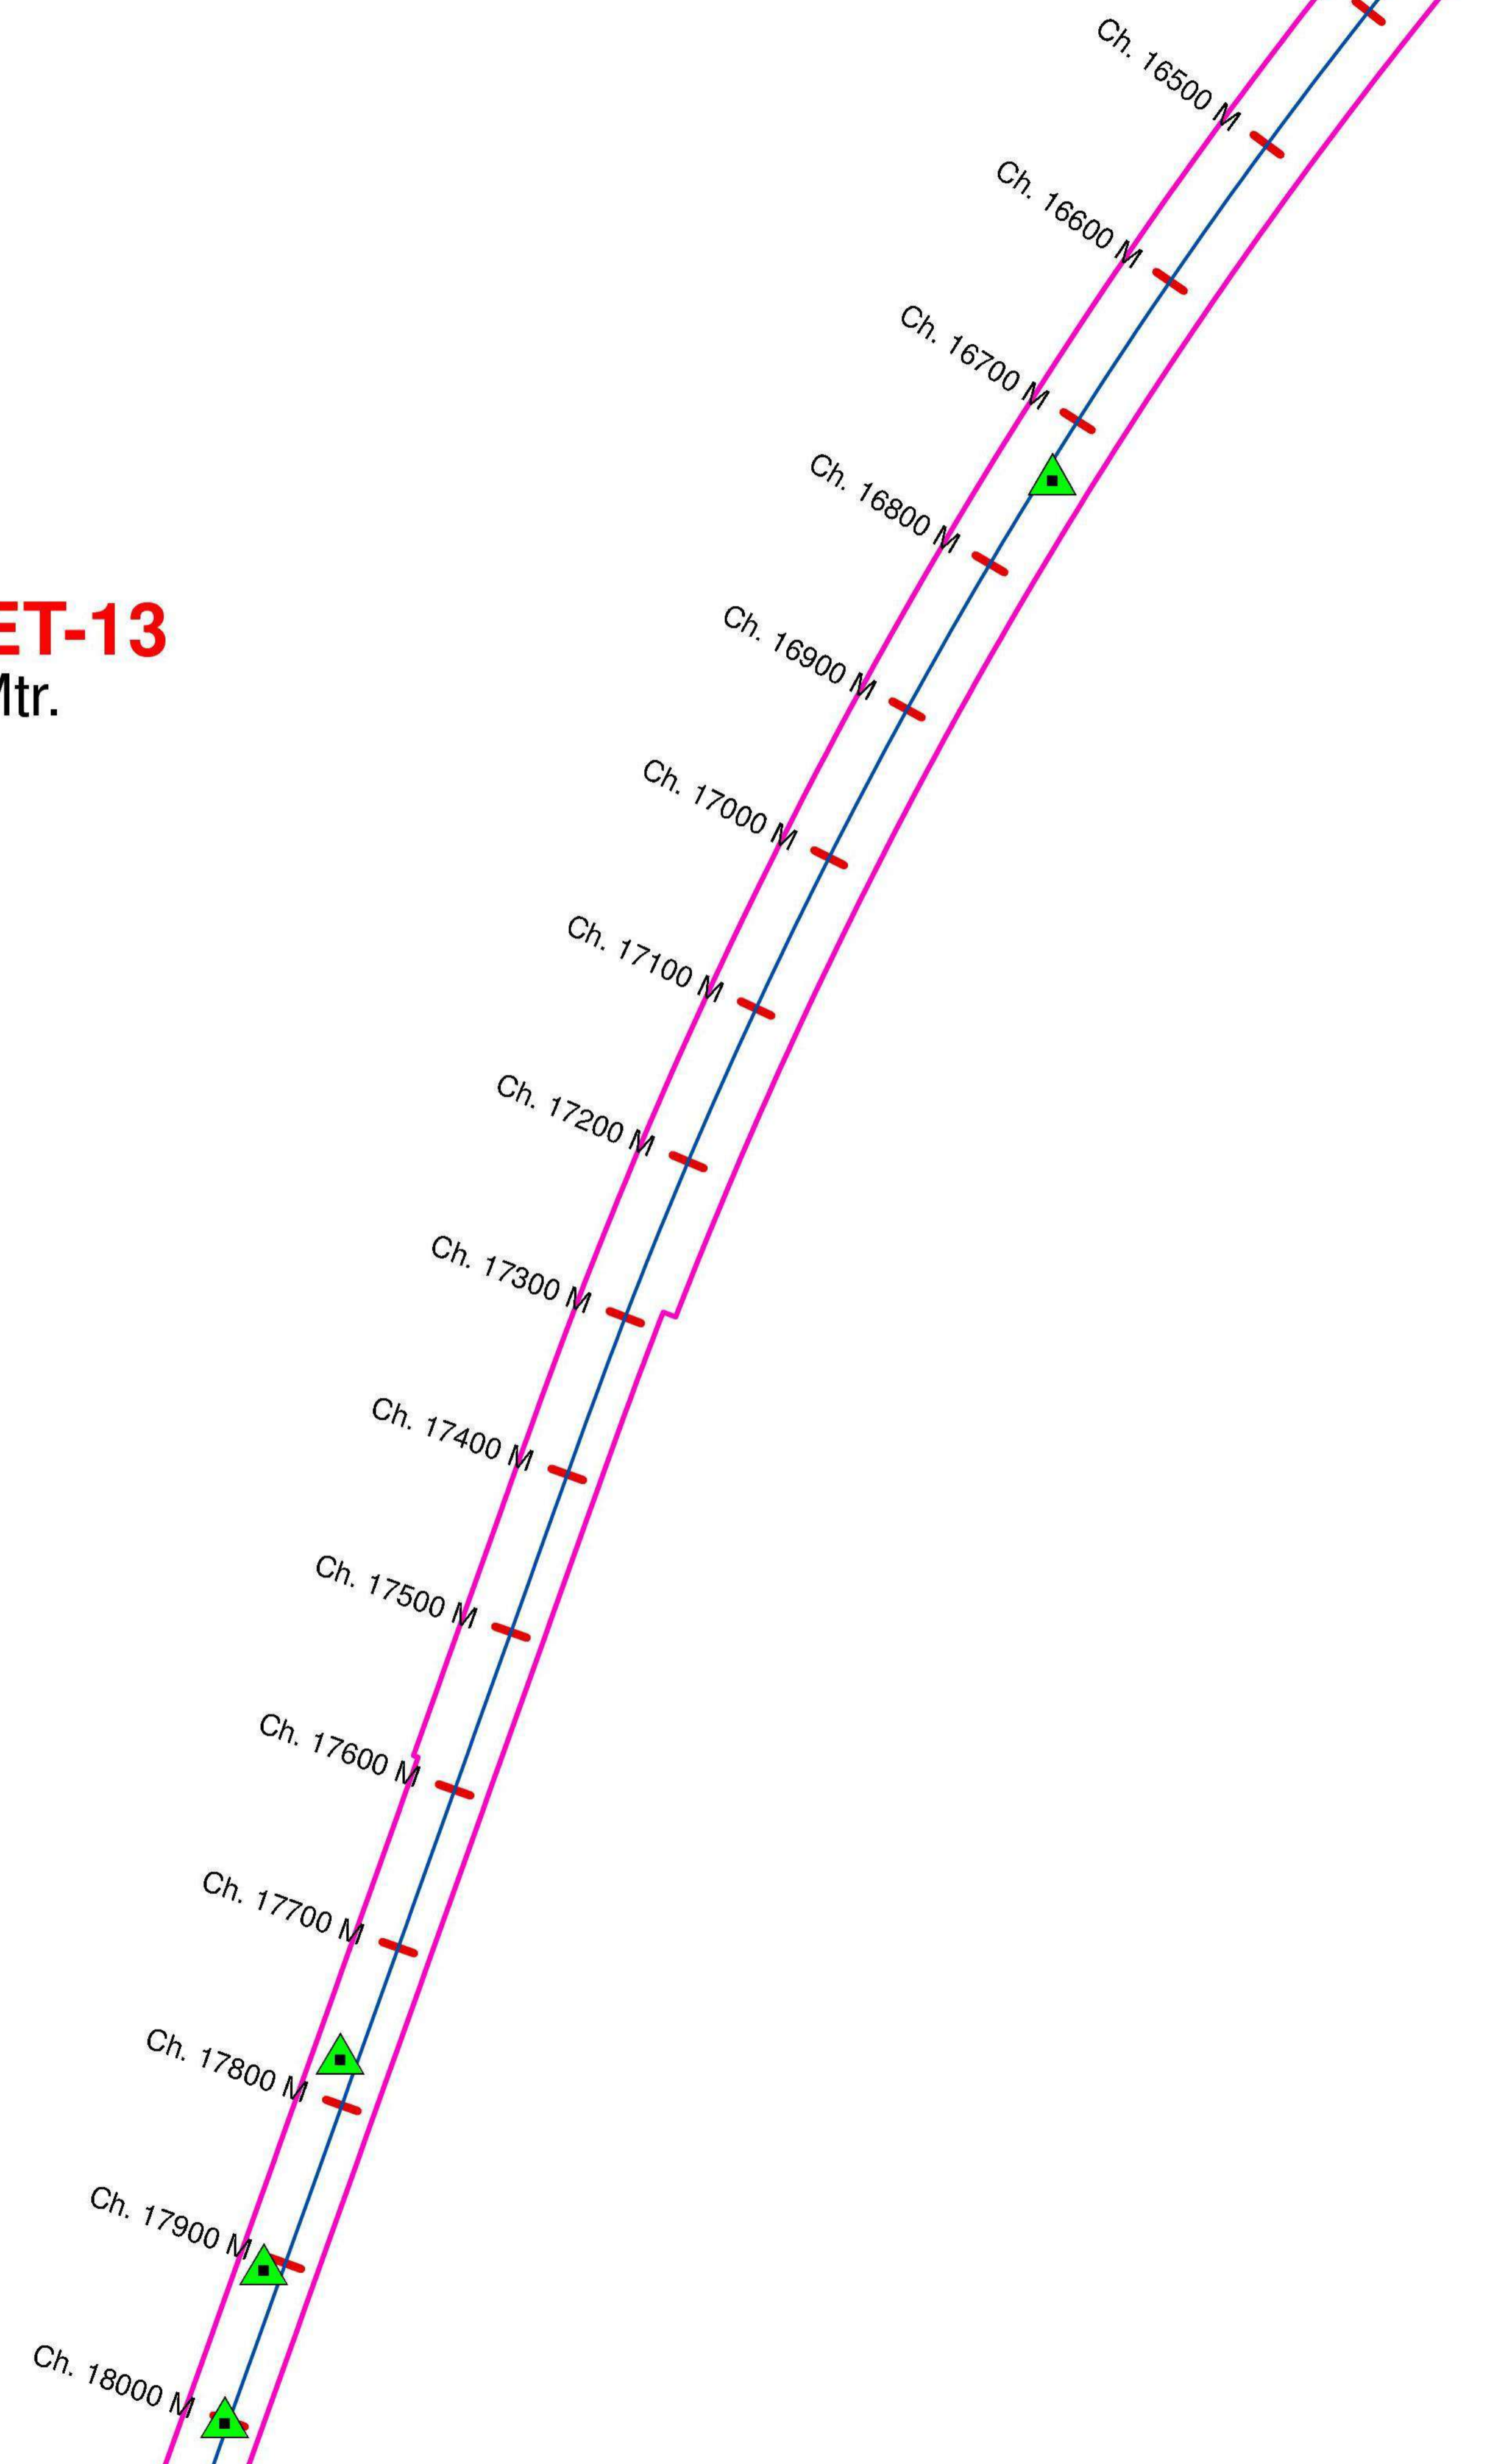 Ch. 16500 M
Ch. 16600 M
Ch. 16700 M
Ch. 16800 M
Ch. 16900 M
ET-13
Mtr.
Ch. 17000 M
Ch. 17100 M
Ch. 17200 M
Ch. 17300 M
Ch. 17400 M
Ch. 17500 M
Ch. 17600 M
Ch. 17700 M
Ch. 17800 M
Ch. 17900 M
Ch. 18000 M